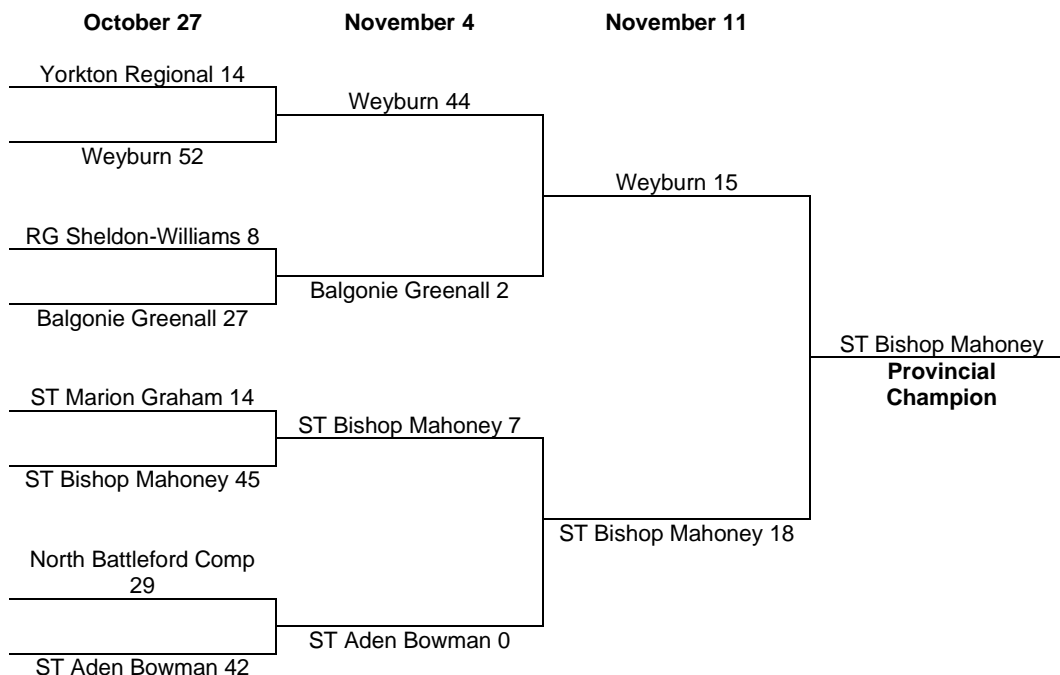 October 27 November 4 November 11
Yorkton Regional 14
Weyburn 44
Weyburn 52
Weyburn 15
RG Sheldon-Williams 8
Balgonie Greenall 2
Balgonie Greenall 27
ST Bishop Mahoney
Provincial
Champion
ST Marion Graham 14
ST Bishop Mahoney 7
ST Bishop Mahoney 45
ST Bishop Mahoney 18
North Battleford Comp
29
ST Aden Bowman 0
ST Aden Bowman 42